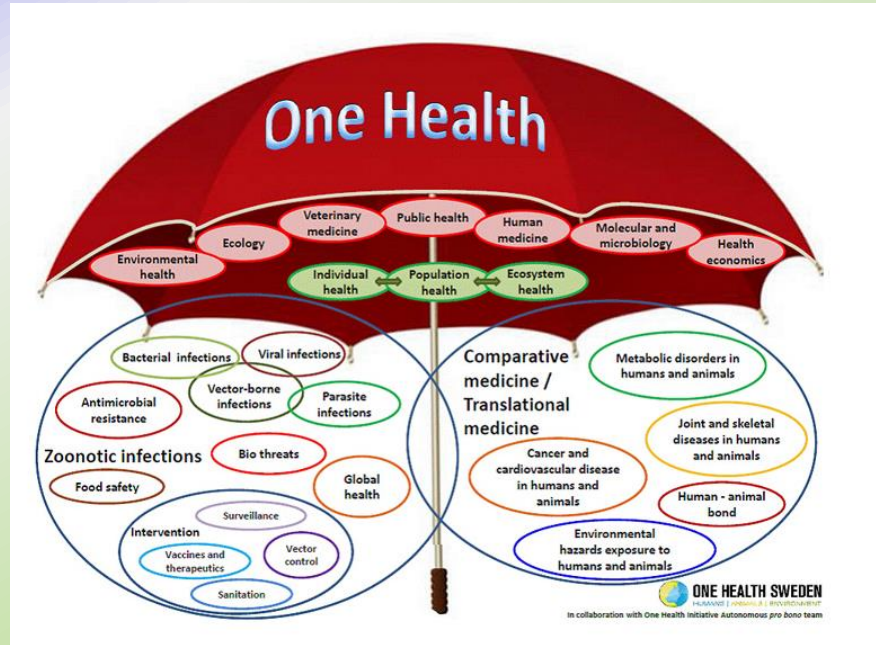 One Health
Public health
Veterinary
medicine
Human
medicine
Ecology
Molecular and
microbiology
Environmental
health
Health
economics
Individual
health
Population
health
Ecosystem
health
Bacterial infections
Viral infections
Vector-borne
infections
Parasite
infections
Antimicrobial
resistance
Zoonotic infections
Bio threats
Food safety
Global
health
Intervention
Surveillance
Vaccines and
therapeutics
Vector
control
Sanitation
Comparative
medicine /
Translational
medicine
Metabolic disorders in
humans and animals
Joint and skeletal
diseases in humans
and animals
Cancer and
cardiovascular disease
in humans and
animals
Human - animal
bond
Environmental
hazards exposure to
humans and animals
ONE HEALTH SWEDEN
HUMANS | ANIMALS | ENVIRONMENT
In collaboration with One Health Initiative Autonomous pro bono team